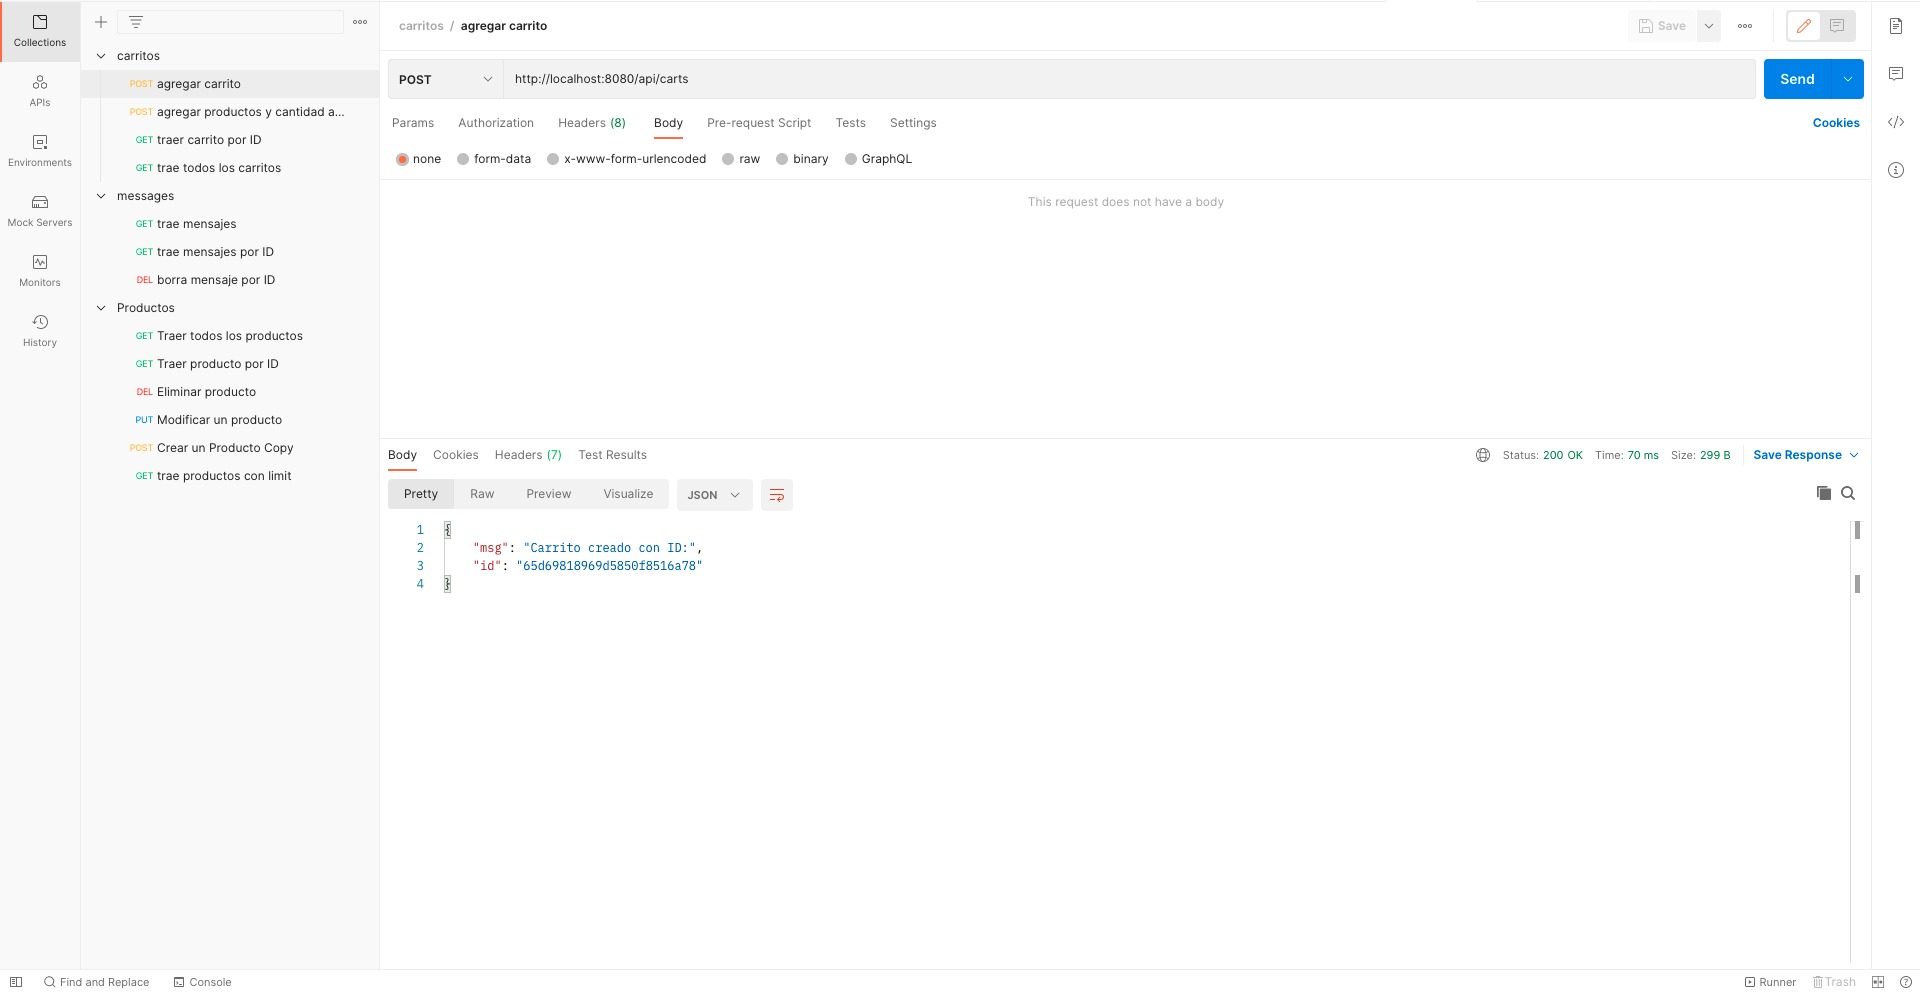 Collections
APIs
Environments
Mock Servers
Monitors
History
carritos
POST agregar carrito
POST agregar productos y cantidad a...
GET traer carrito por ID
GET trae todos los carritos
messages
GET trae mensajes
GET trae mensajes por ID
DEL borra mensaje por ID
Productos
GET Traer todos los productos
GET Traer producto por ID
DEL Eliminar producto
PUT Modificar un producto
POST Crear un Producto Copy
GET trae productos con limit
carritos / agregar carrito
Save
POST http://localhost:8080/api/carts
Send
Params Authorization Headers (8) Body Pre-request Script Tests Settings
Cookies
none form-data x-www-form-urlencoded raw binary GraphQL
This request does not have a body
Body Cookies Headers (7) Test Results
Status: 200 OK Time: 70 ms Size: 299 B Save Response
Pretty Raw Preview Visualize JSON
1 {
2 "msg": "Carrito creado con ID:",
3 "id": "65d69818969d5850f8516a78"
4 }
Find and Replace Console
Runner Trash